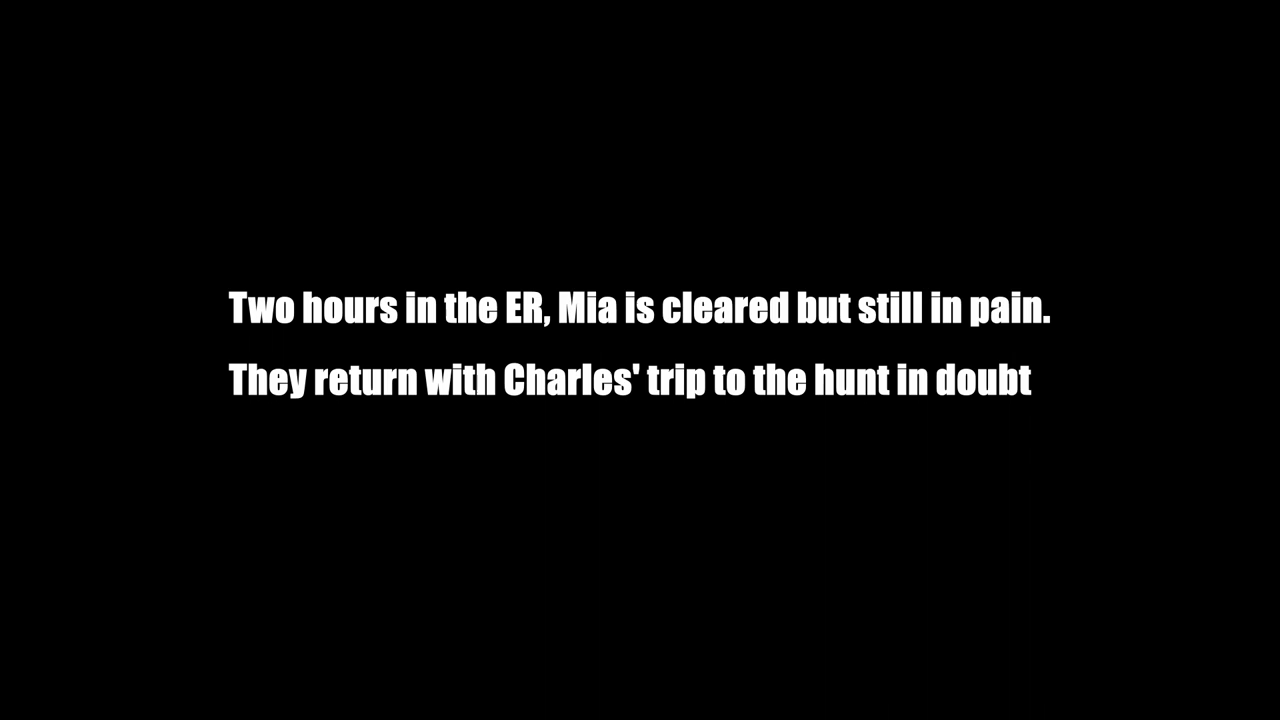 Two hours in the ER, Mia is cleared but still in pain.
They return with Charles' trip to the hunt in doubt